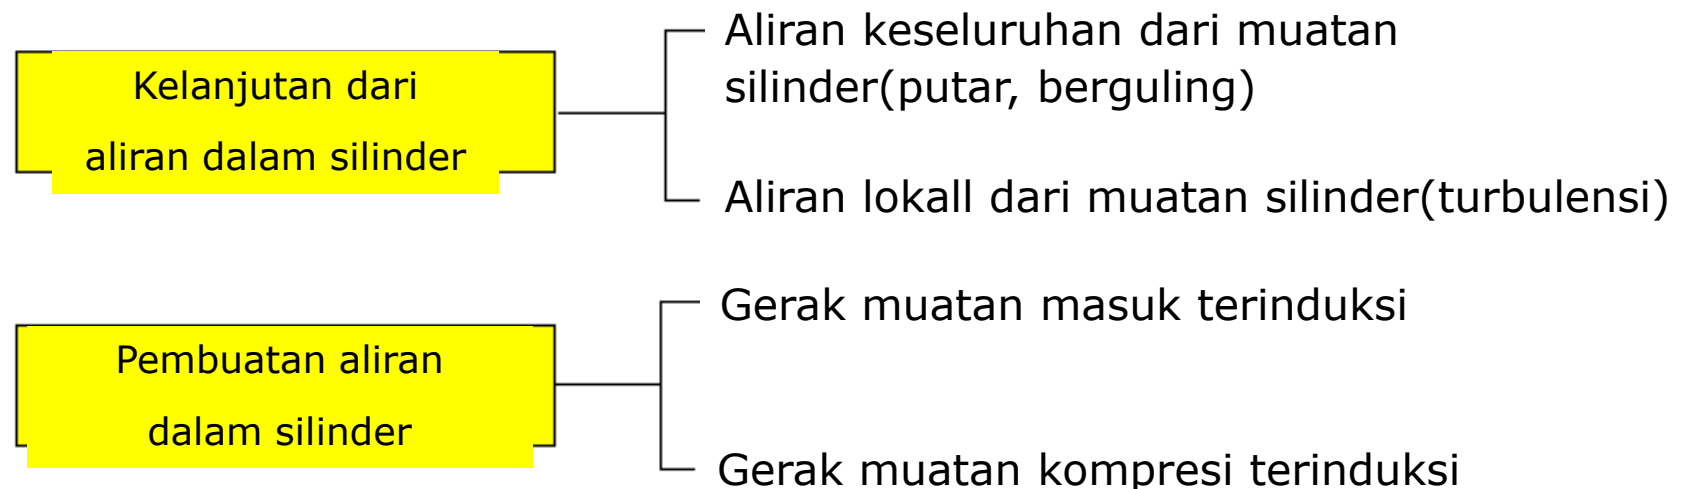 Kelanjutan dari
aliran dalam silinder
Aliran keseluruhan dari muatan
silinder(putar, berguling)
Aliran lokall dari muatan silinder(turbulensi)
Pembuatan aliran
dalam silinder
Gerak muatan masuk terinduksi
Gerak muatan kompresi terinduksi